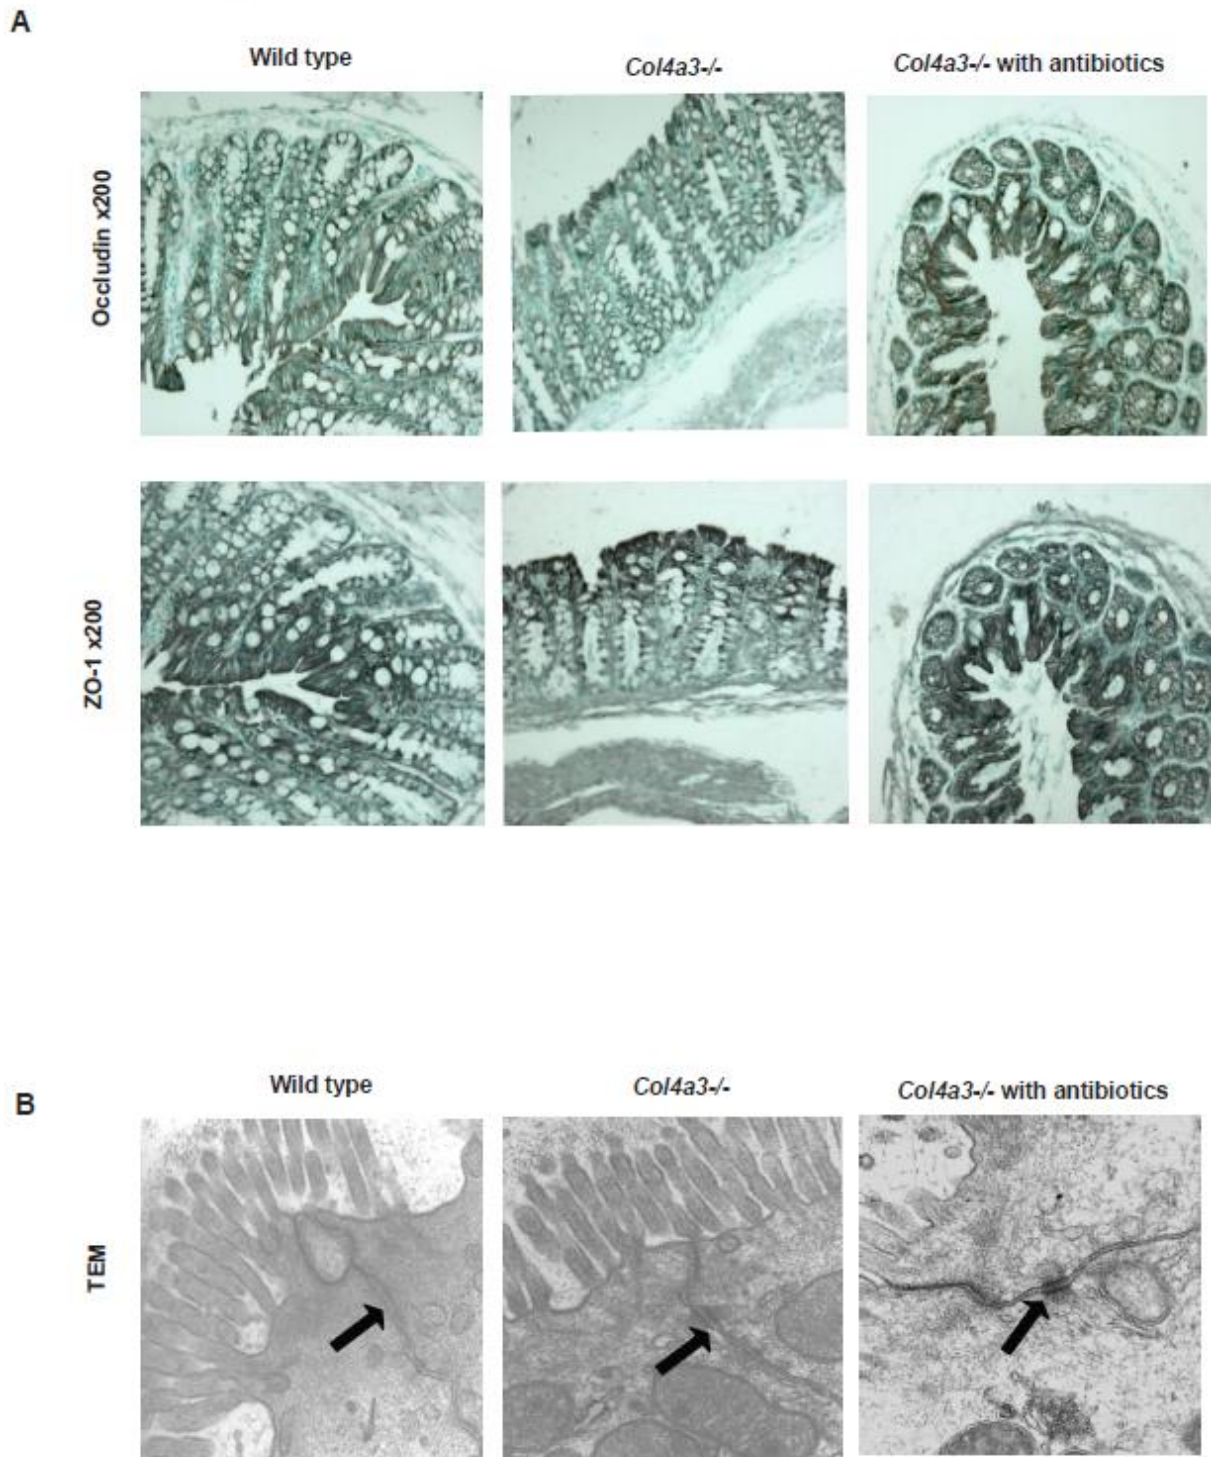 A
Wild type
Col4a3-/-
Col4a3-/- with antibiotics
Occludin x200
ZO-1 x200
B
Wild type
Col4a3-/-
Col4a3-/- with antibiotics
TEM